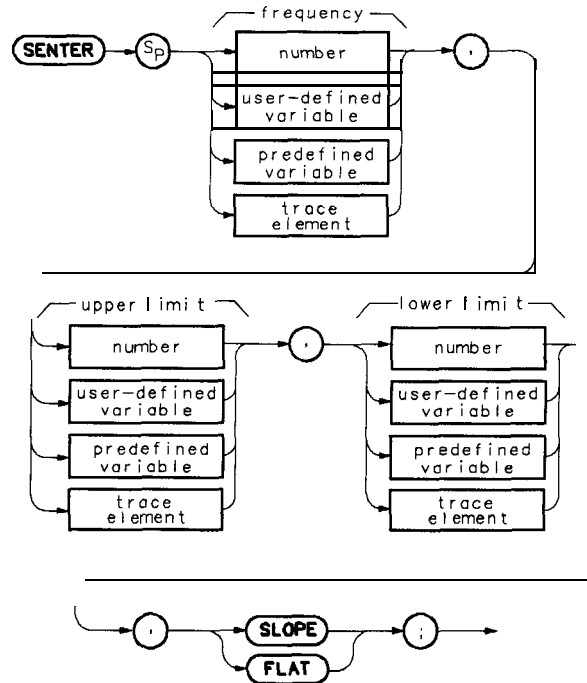 frequency
SENTER Sp number ,
user-defined
variable
predefined
variable
trace
element
upper limit lower limit
number , number
user-defined user-defined
variable variable
predefined predefined
variable variable
trace trace
element element
, SLOPE ;
FLAT